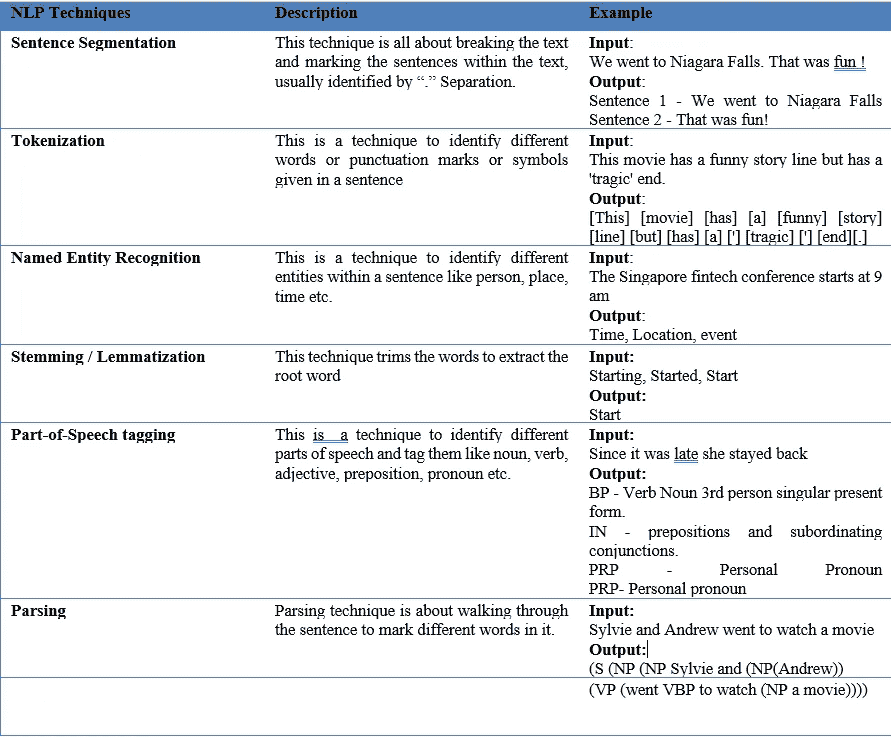 NLP Techniques Description Example
Sentence Segmentation
This technique is all about breaking the text
and marking the sentences within the text,
usually identified by “.” Separation.
Input:
We went to Niagara Falls. That was fun !
Output:
Sentence 1 - We went to Niagara Falls
Sentence 2 - That was fun!
Tokenization
This is a technique to identify different
words or punctuation marks or symbols
given in a sentence
Input:
This movie has a funny story line but has a
'tragic' end.
Output:
[This] [movie] [has] [a] [funny] [story]
[line] [but] [has] [a] ['] [tragic] ['] [end][.]
Named Entity Recognition
This is a technique to identify different
entities within a sentence like person, place,
time etc.
Input:
The Singapore fintech conference starts at 9
am
Output:
Time, Location, event
Stemming / Lemmatization
This technique trims the words to extract the
root word
Input:
Starting, Started, Start
Output:
Start
Part-of-Speech tagging
This is a technique to identify different
parts of speech and tag them like noun, verb,
adjective, preposition, pronoun etc.
Input:
Since it was late she stayed back
Output:
BP - Verb Noun 3rd person singular present
form.
IN - prepositions and subordinating
conjunctions.
PRP - Personal Pronoun
PRP- Personal pronoun
Parsing
Parsing technique is about walking through
the sentence to mark different words in it.
Input:
Sylvie and Andrew went to watch a movie
Output:
(S (NP (NP Sylvie and (NP(Andrew))
(VP (went VBP to watch (NP a movie))))